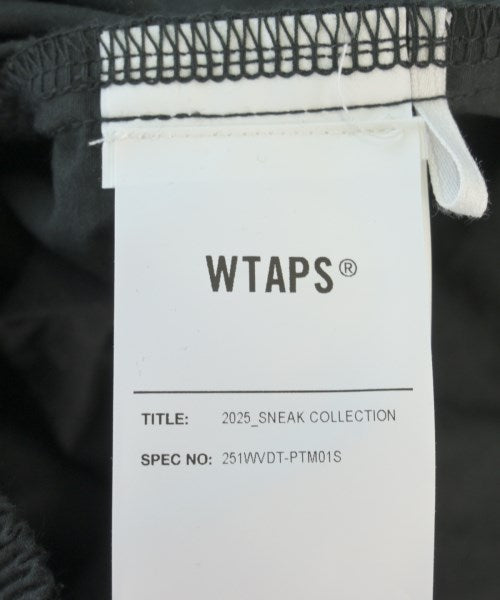 WTAPS®
TITLE: 2025_SNEAK COLLECTION
SPEC NO: 251WVDT-PTM01S